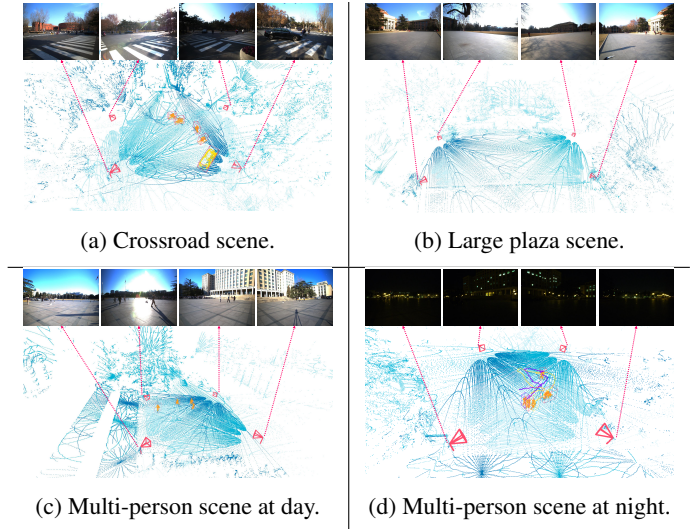 (a) Crossroad scene.
(b) Large plaza scene.
(c) Multi-person scene at day.
(d) Multi-person scene at night.